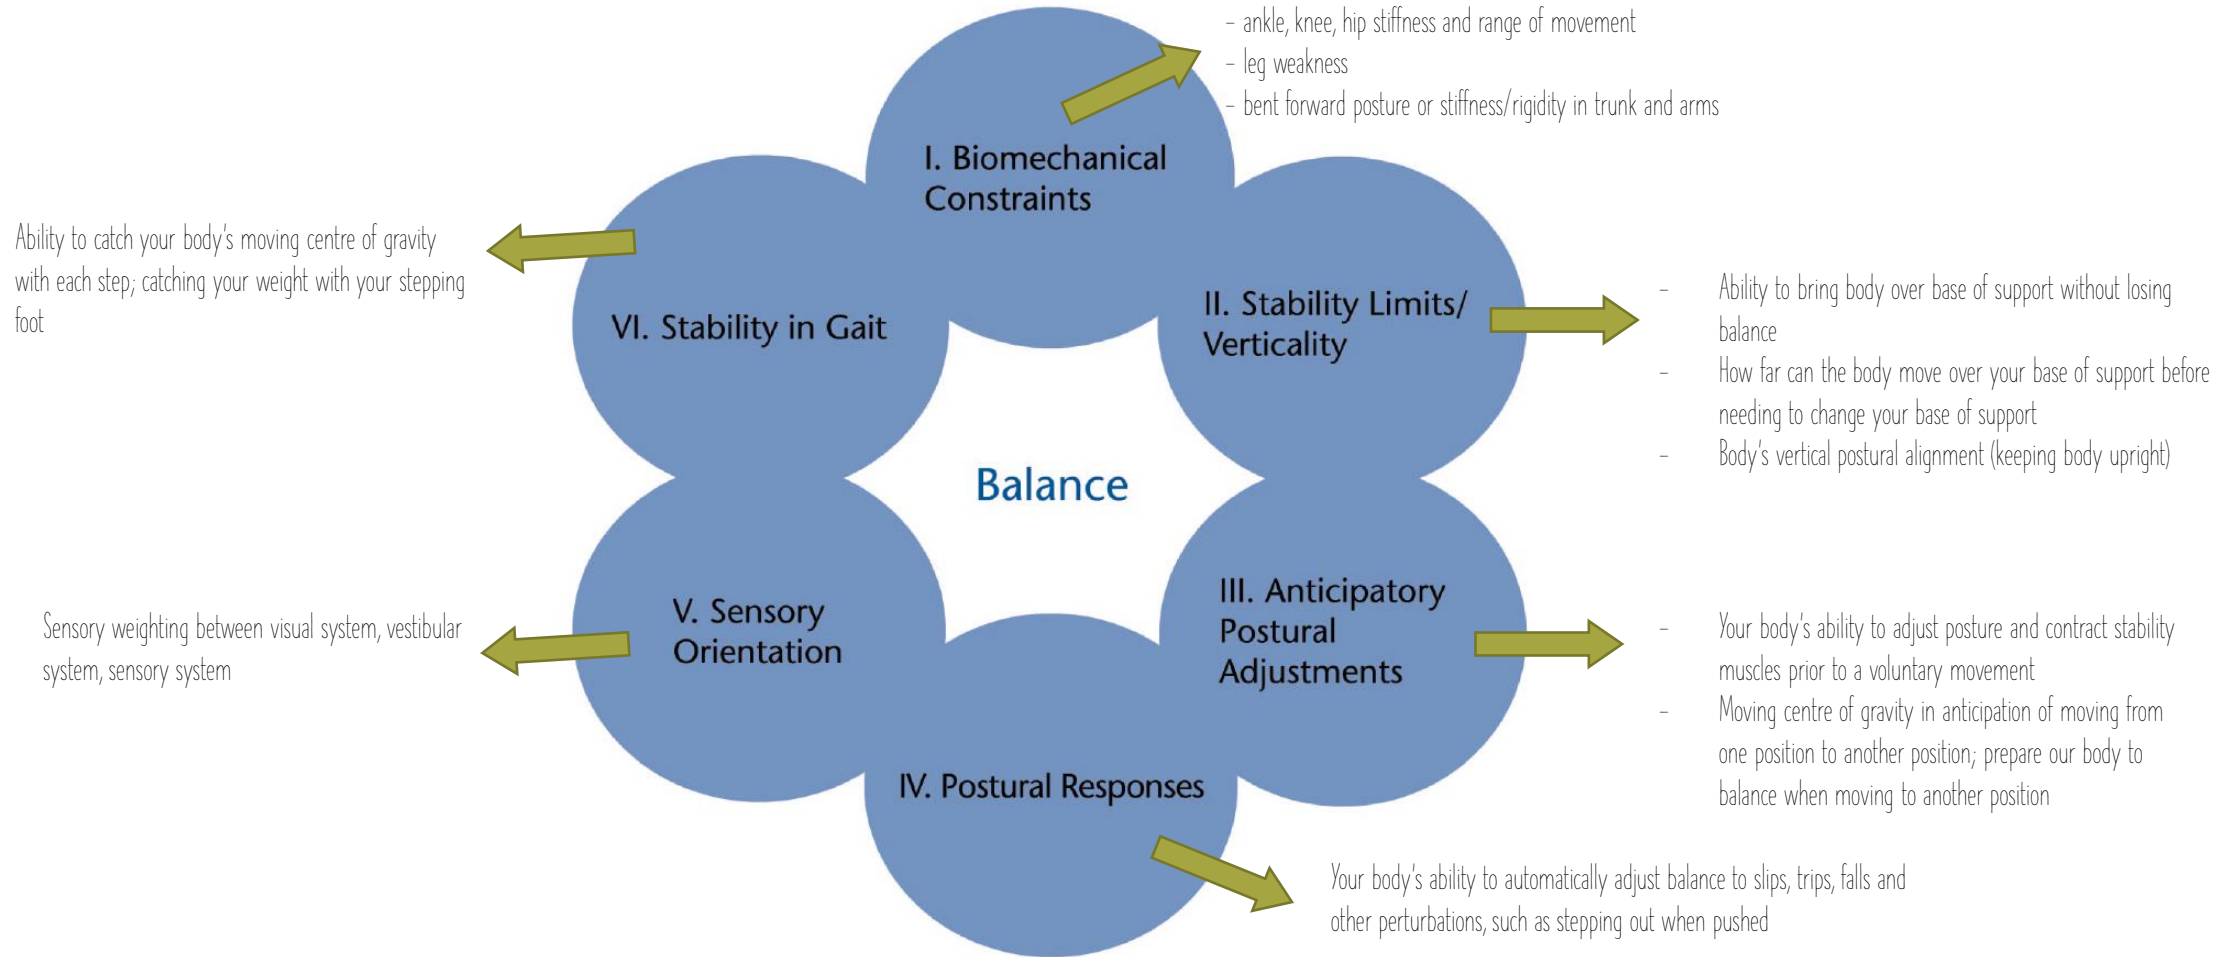 - ankle, knee, hip stiffness and range of movement
- leg weakness
- bent forward posture or stiffness/rigidity in trunk and arms
I. Biomechanical
Constraints
II. Stability Limits/
Verticality
- Ability to bring body over base of support without losing
balance
- How far can the body move over your base of support before
needing to change your base of support
- Body's vertical postural alignment (keeping body upright)
III. Anticipatory
Postural
Adjustments
- Your body's ability to adjust posture and contract stability
muscles prior to a voluntary movement
- Moving centre of gravity in anticipation of moving from
one position to another position; prepare our body to
balance when moving to another position
IV. Postural Responses
Your body's ability to automatically adjust balance to slips, trips, falls and
other perturbations, such as stepping out when pushed
V. Sensory
Orientation
Sensory weighting between visual system, vestibular
system, sensory system
VI. Stability in Gait
Ability to catch your body's moving centre of gravity
with each step; catching your weight with your stepping
foot
Balance